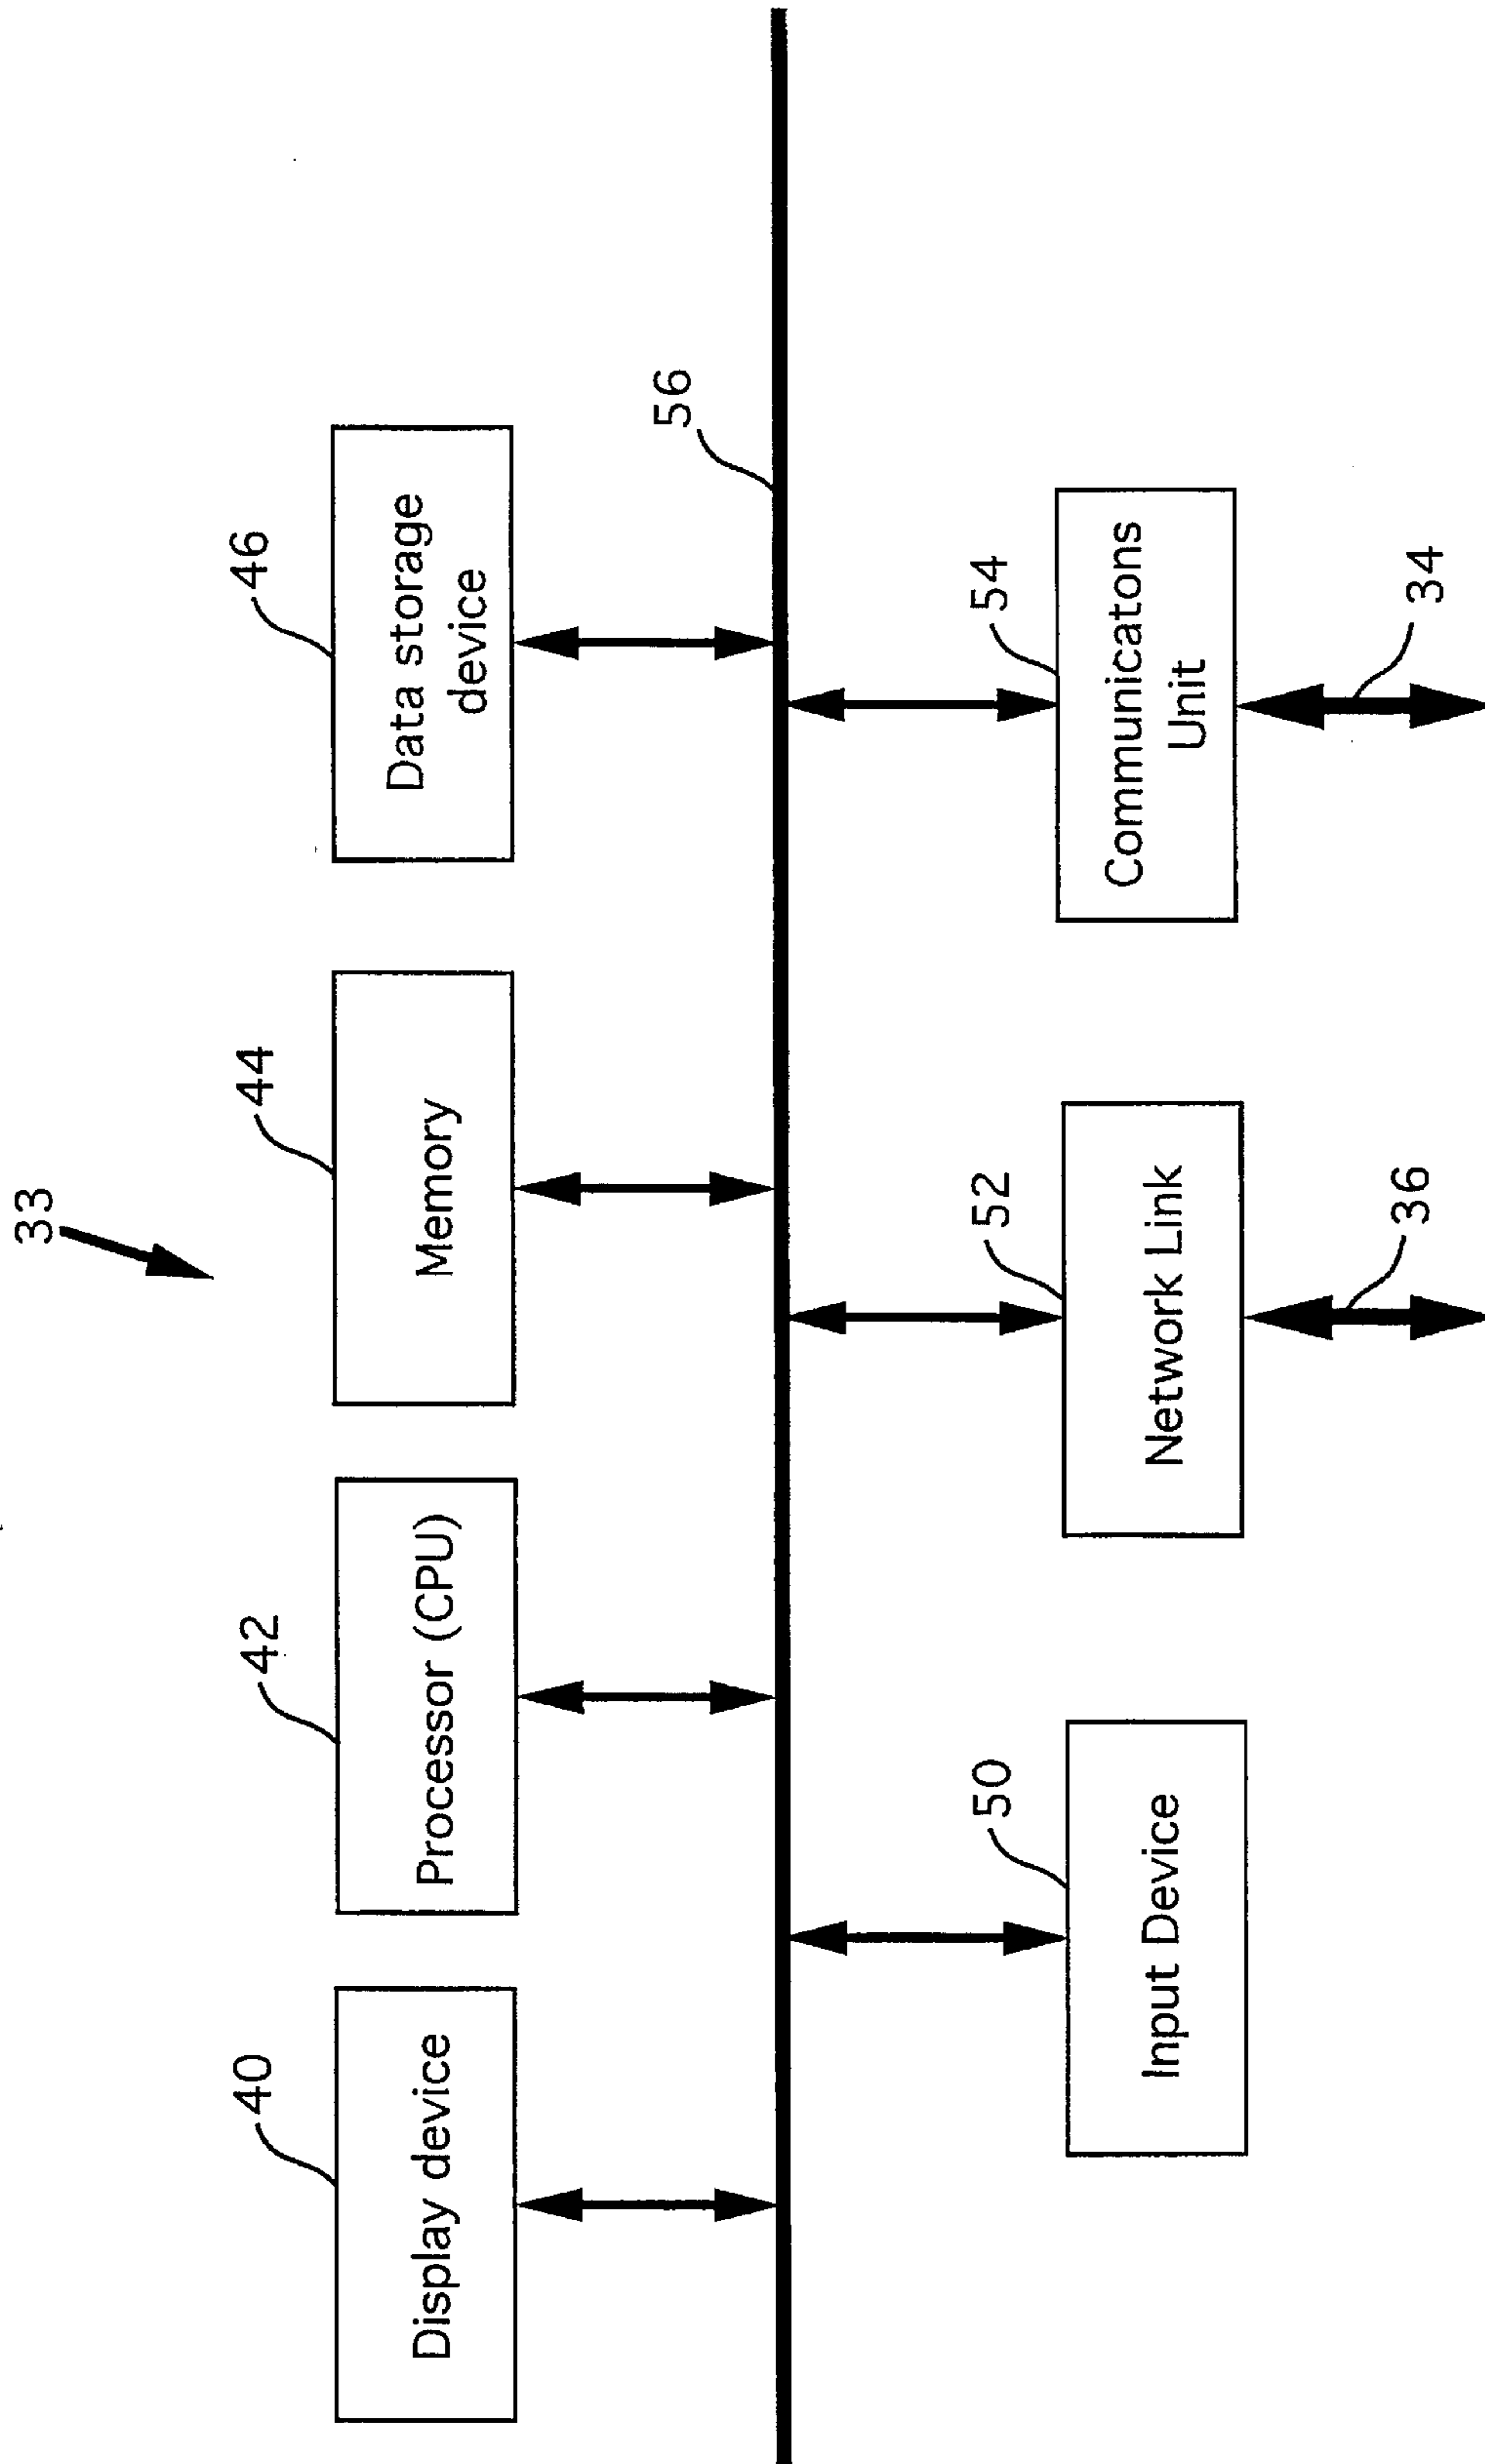 33
40
42
44
46
Display device
Processor (CPU)
Memory
Data storage
device
56
50
52
54
Input Device
Network Link
Communicatons
Unit
36
34